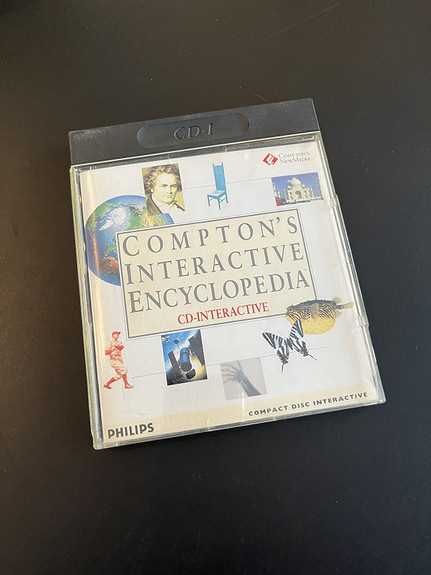 CD-I
COMPTON'S
NEWMEDIA
COMPTON'S
INTERACTIVE
ENCYCLOPEDIA
CD-INTERACTIVE
PHILIPS
COMPACT DISC INTERACTIVE